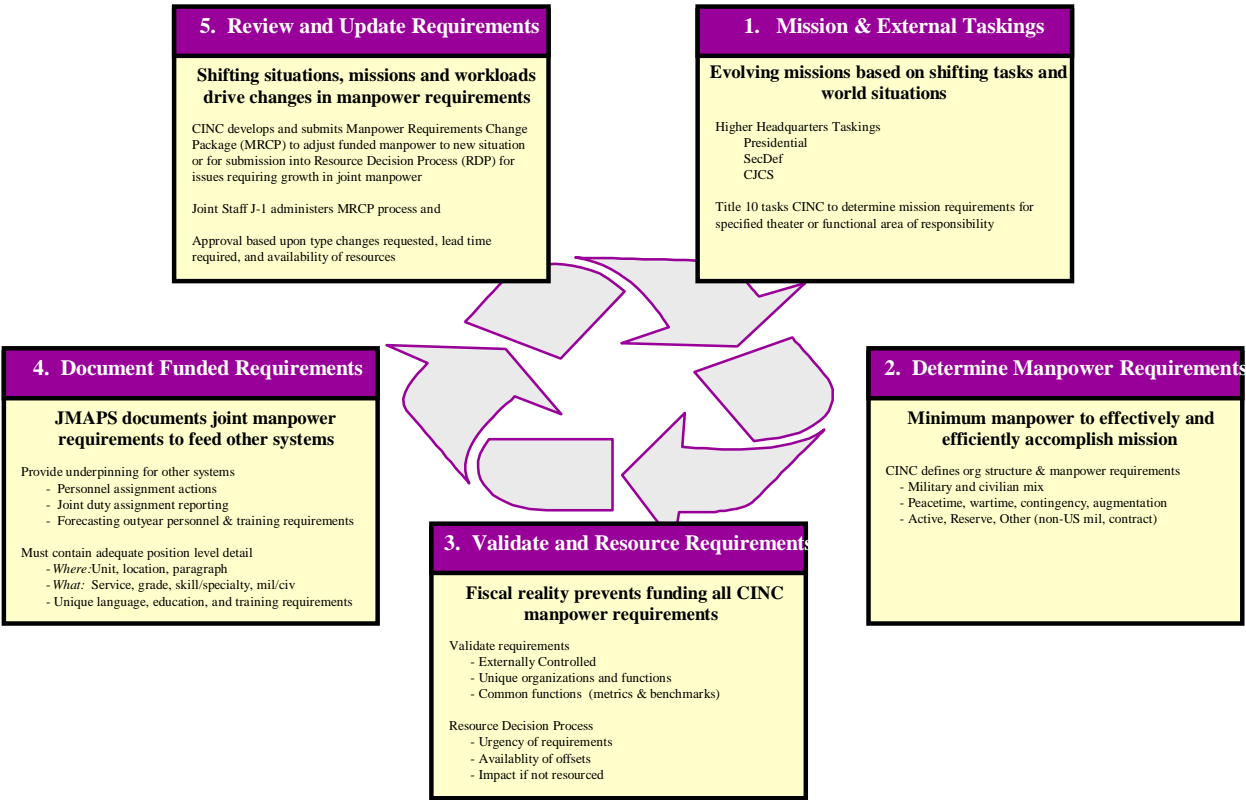 5. Review and Update Requirements
Shifting situations, missions and workloads
drive changes in manpower requirements
CINC develops and submits Manpower Requirements Change
Package (MRCP) to adjust funded manpower to new situation
or for submission into Resource Decision Process (RDP) for
issues requiring growth in joint manpower
Joint Staff J-1 administers MRCP process and
Approval based upon type changes requested, lead time
required, and availability of resources
1. Mission & External Taskings
Evolving missions based on shifting tasks and
world situations
Higher Headquarters Taskings
Presidential
SecDef
CJCS
Title 10 tasks CINC to determine mission requirements for
specified theater or functional area of responsibility
4. Document Funded Requirements
JMAPS documents joint manpower
requirements to feed other systems
Provide underpinning for other systems
- Personnel assignment actions
- Joint duty assignment reporting
- Forecasting outyear personnel & training requirements
Must contain adequate position level detail
- Where:Unit, location, paragraph
- What: Service, grade, skill/specialty, mil/civ
- Unique language, education, and training requirements
2. Determine Manpower Requirements
Minimum manpower to effectively and
efficiently accomplish mission
CINC defines org structure & manpower requirements
- Military and civilian mix
- Peacetime, wartime, contingency, augmentation
- Active, Reserve, Other (non-US mil, contract)
3. Validate and Resource Requirements
Fiscal reality prevents funding all CINC
manpower requirements
Validate requirements
- Externally Controlled
- Unique organizations and functions
- Common functions (metrics & benchmarks)
Resource Decision Process
- Urgency of requirements
- Availablity of offsets
- Impact if not resourced